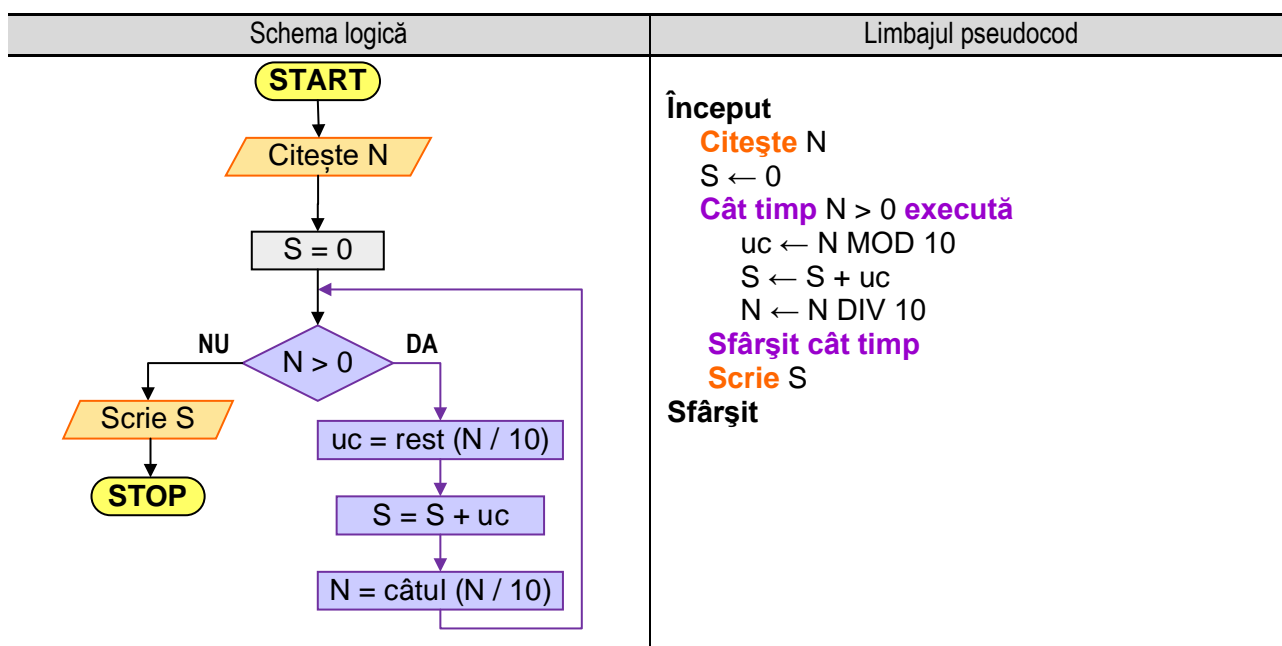 Schema logică
Limbajul pseudocod
START
Citește N
S = 0
NU
DA
N > 0
Scrie S
STOP
uc = rest (N / 10)
S = S + uc
N = câtul (N / 10)
Început
Citeşte N
S ← 0
Cât timp N > 0 execută
uc ← N MOD 10
S ← S + uc
N ← N DIV 10
Sfârşit cât timp
Scrie S
Sfârşit